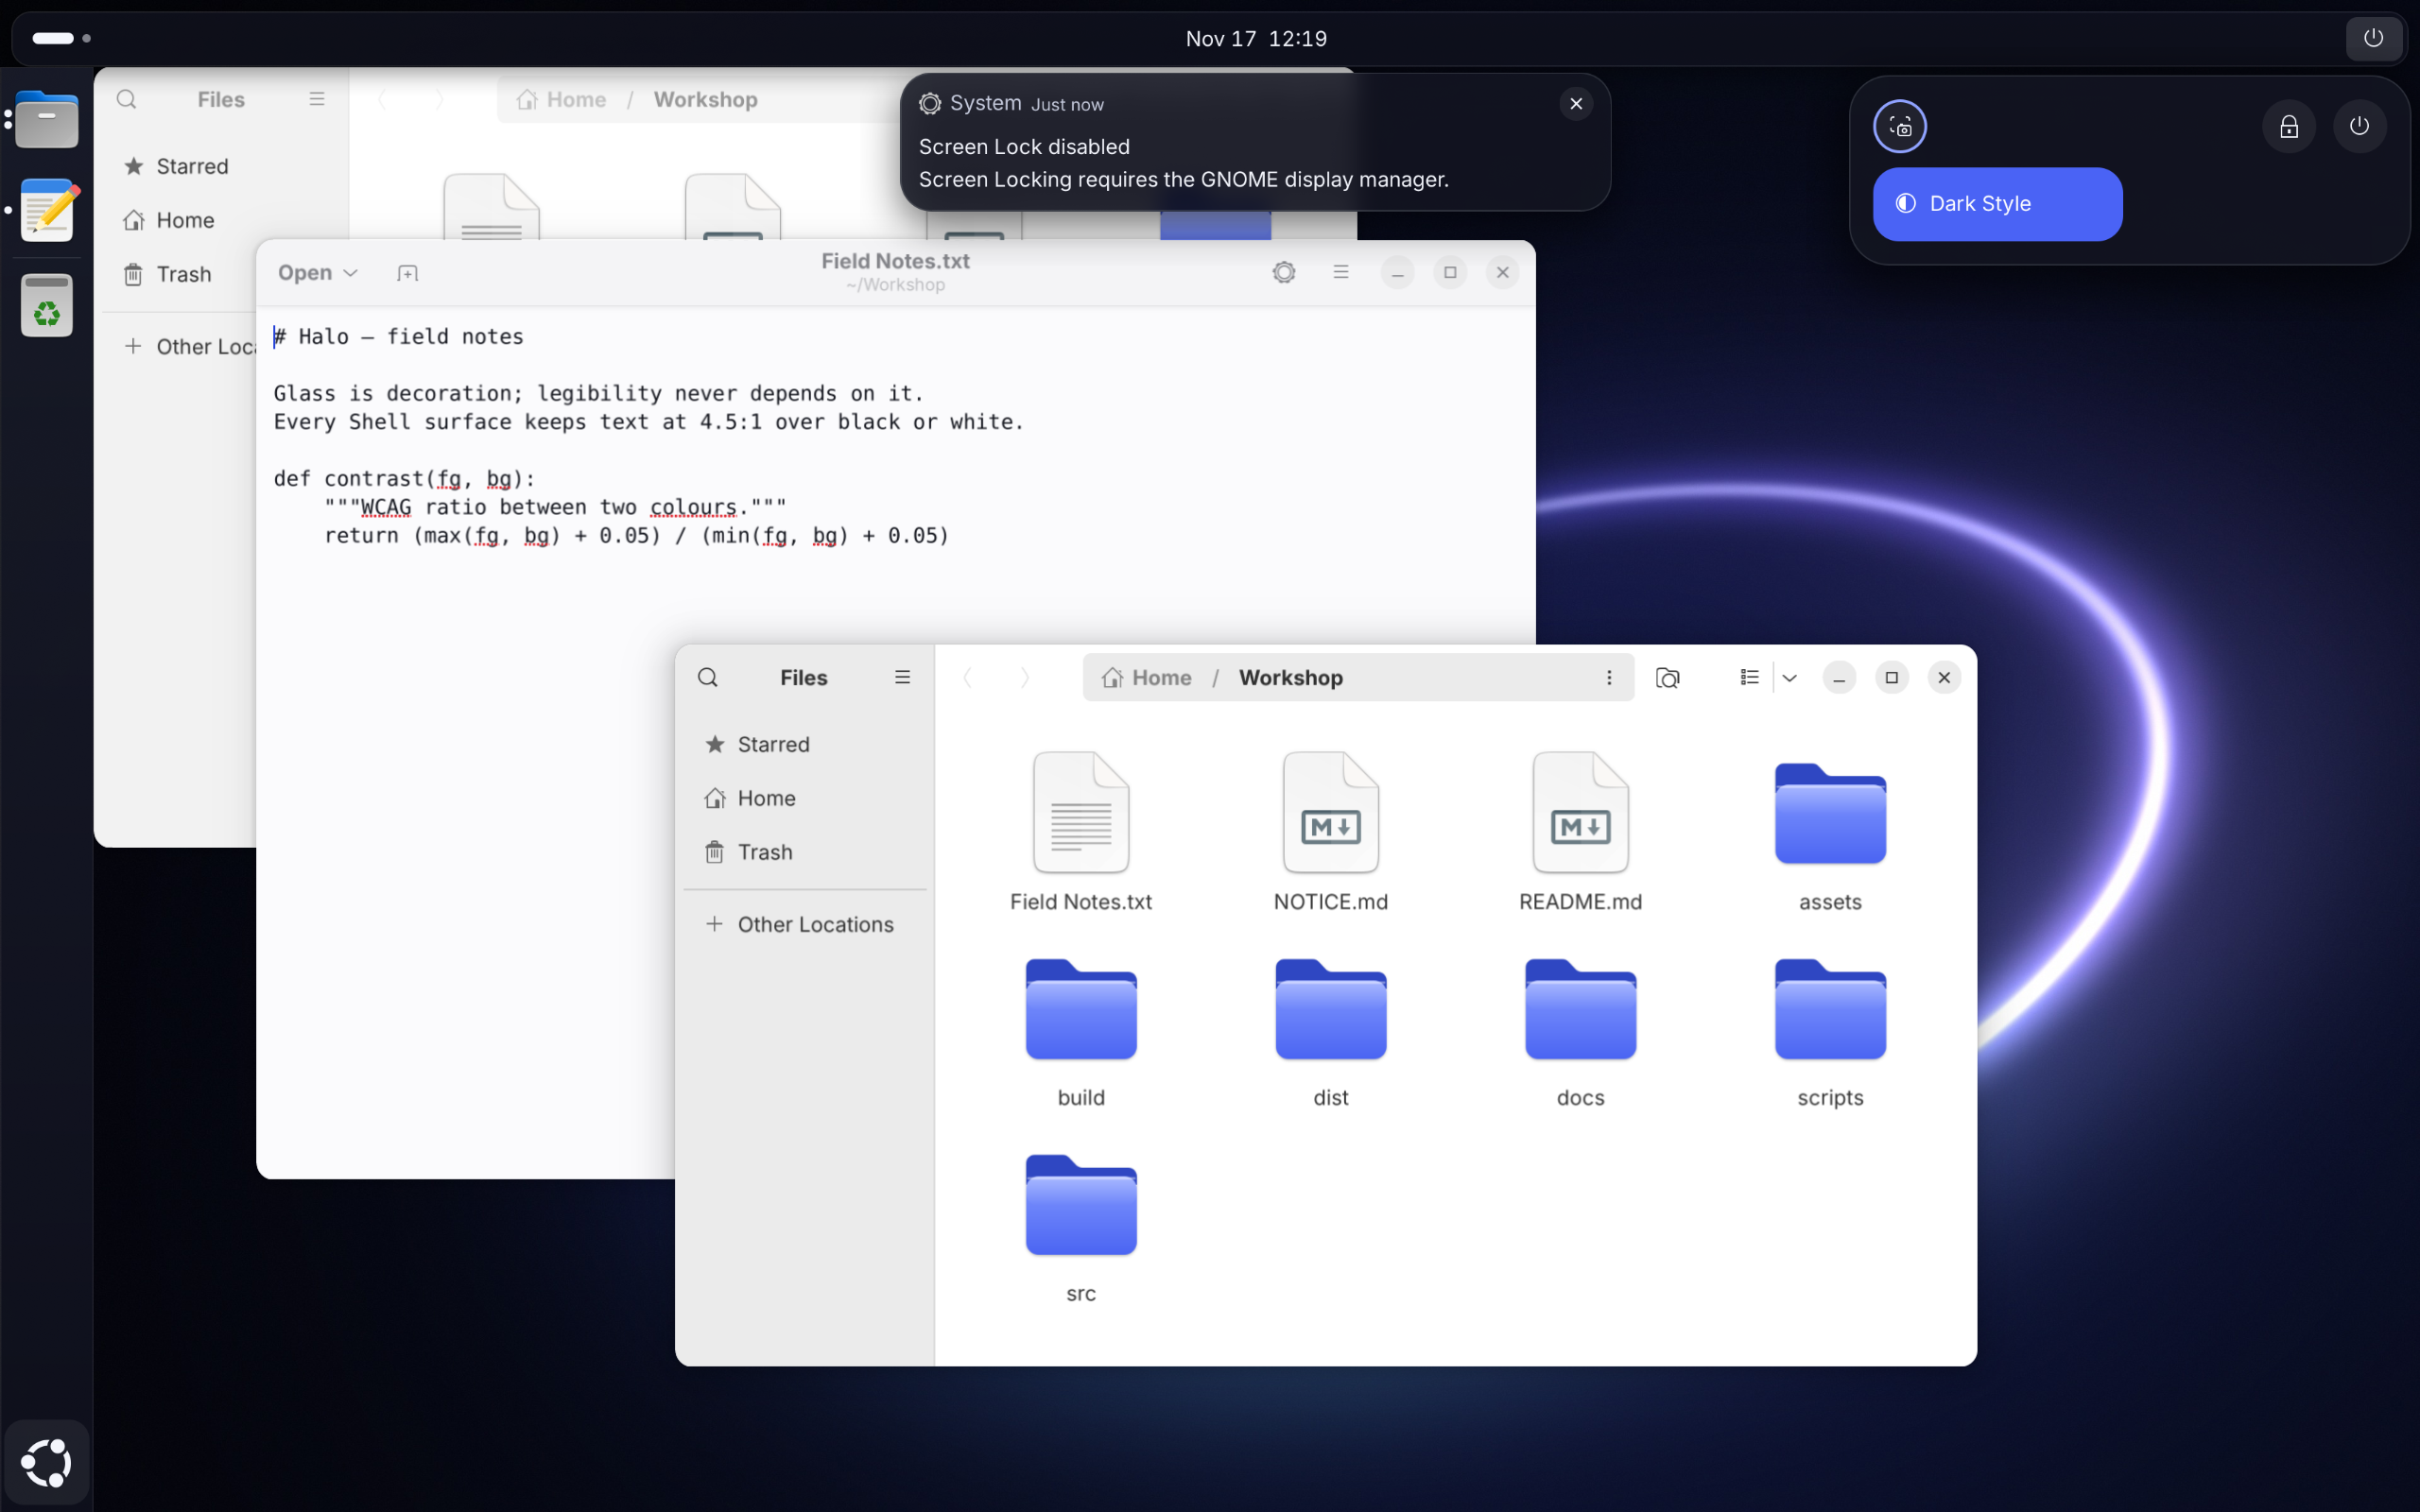 Nov 17 12:19
Files
Home / Workshop
Starred
Home
Trash
Other Loca
System Just now
Screen Lock disabled
Screen Locking requires the GNOME display manager.
Dark Style
Open
Field Notes.txt
~/Workshop
# Halo — field notes
Glass is decoration; legibility never depends on it.
Every Shell surface keeps text at 4.5:1 over black or white.
def contrast(fg, bg):
    """WCAG ratio between two colours."""
    return (max(fg, bg) + 0.05) / (min(fg, bg) + 0.05)
Files
Home / Workshop
Starred
Home
Trash
Other Locations
Field Notes.txt
M
NOTICE.md
M
README.md
assets
build
dist
docs
scripts
src